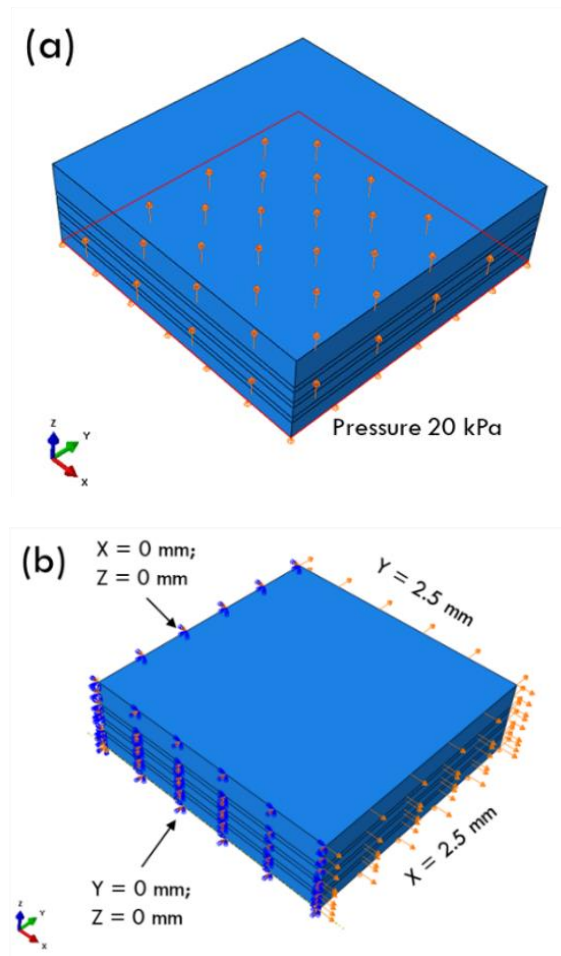 (a)
Pressure 20 kPa
Z
Y
X
(b)
X = 0 mm;
Z = 0 mm
Y = 2.5 mm
X = 2.5 mm
Y = 0 mm;
Z = 0 mm
Z
Y
X